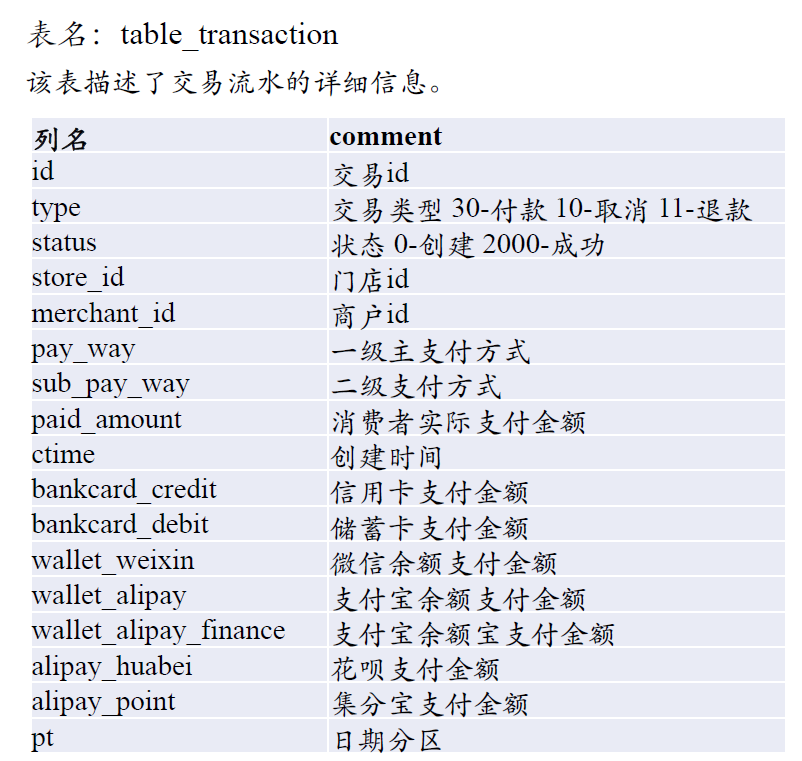 表名：table_transaction
该表描述了交易流水的详细信息。
列名 comment
id 交易id
type 交易类型 30-付款 10-取消 11-退款
status 状态 0-创建 2000-成功
store_id 门店id
merchant_id 商户id
pay_way 一级主支付方式
sub_pay_way 二级支付方式
paid_amount 消费者实际支付金额
ctime 创建时间
bankcard_credit 信用卡支付金额
bankcard_debit 储蓄卡支付金额
wallet_weixin 微信余额支付金额
wallet_alipay 支付宝余额支付金额
wallet_alipay_finance 支付宝余额宝支付金额
alipay_huabei 花呗支付金额
alipay_point 集分宝支付金额
pt 日期分区